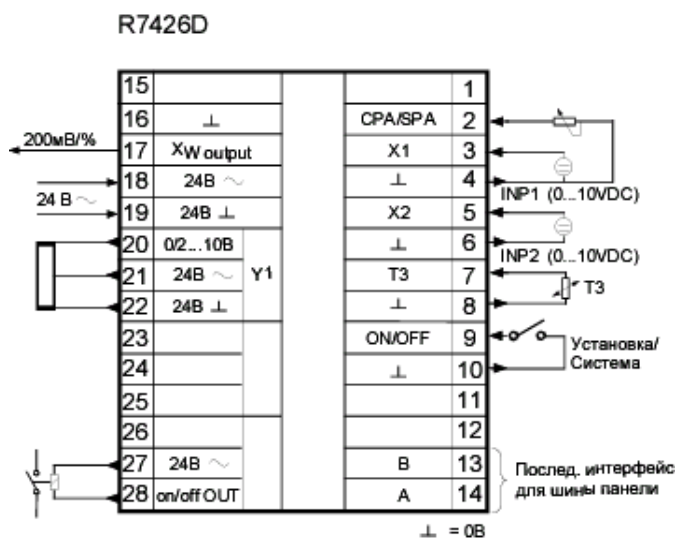 R7426D
15 1
16 ⊥ CPA/SPA 2
200мВ/%
17 XW output X1 3
18 24В ~ ⊥ 4
INP1 (0...10VDC)
24 В ~
19 24В ⊥ X2 5
20 0/2...10В ⊥ 6
INP2 (0...10VDC)
21 24В ~ Y1 T3 7
T3
22 24В ⊥ ⊥ 8
23 ON/OFF 9
Установка/
Система
24 ⊥ 10
25 11
26 12
27 24В ~ B 13
Послед. интерфейс
для шины панели
28 on/off OUT A 14
⊥ = 0В